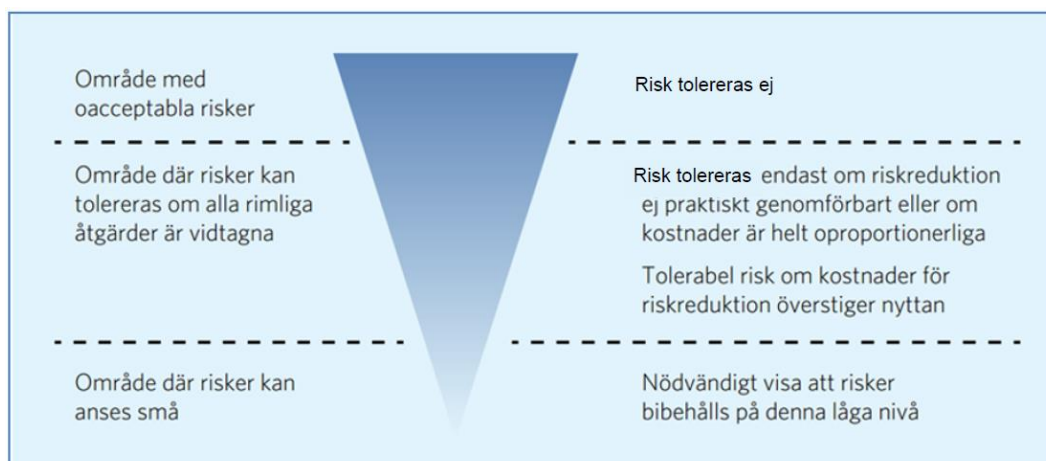 Område med
oacceptabla risker
Risk tolereras ej
Område där risker kan
tolereras om alla rimliga
åtgärder är vidtagna
Risk tolereras endast om riskreduktion
ej praktiskt genomförbart eller om
kostnader är helt oproportionerliga
Tolerabel risk om kostnader för
riskreduktion överstiger nyttan
Område där risker kan
anses små
Nödvändigt visa att risker
bibehålls på denna låga nivå